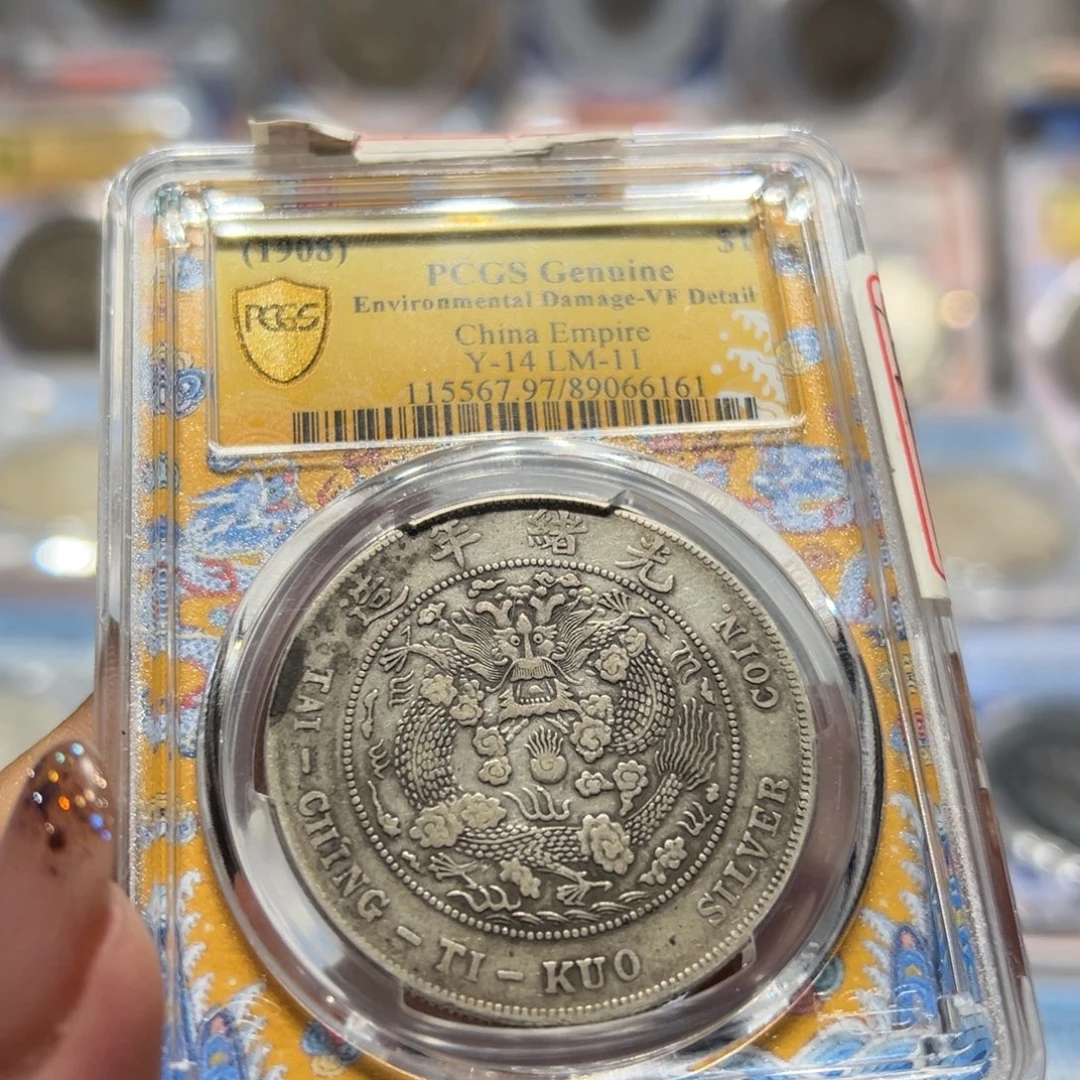 (1908) $1
PCGS Genuine
Environmental Damage-VF Detail
China Empire
Y-14 LM-11
115567.97/89066161
PCGS
造年緒光
TAI-CHING-TI-KUO SILVER COIN.